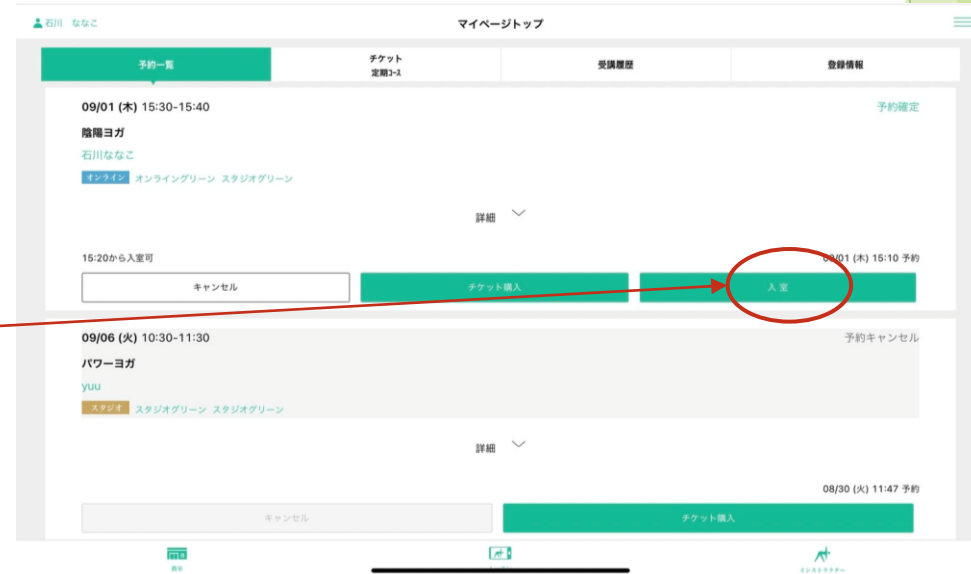 石川 ななこ
マイページトップ
予約一覧
チケット
定期コース
受講履歴
登録情報
09/01 (木) 15:30-15:40
予約確定
陰陽ヨガ
石川ななこ
オンライン オンライングリーン スタジオグリーン
詳細
15:20から入室可
09/01 (木) 15:10 予約
キャンセル
チケット購入
入室
09/06 (火) 10:30-11:30
予約キャンセル
パワーヨガ
yuu
スタジオ スタジオグリーン スタジオグリーン
詳細
08/30 (火) 11:47 予約
キャンセル
チケット購入
インストラクター